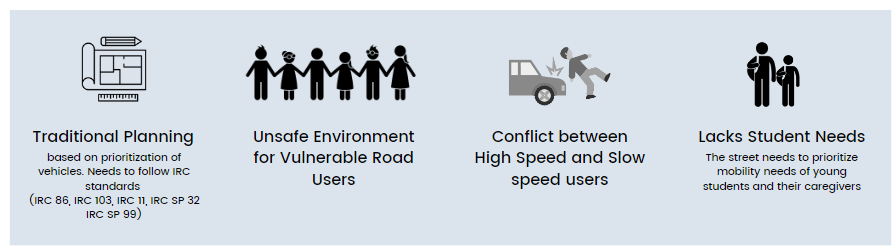 Traditional Planning
based on prioritization of
vehicles. Needs to follow IRC
standards
(IRC 86, IRC 103, IRC 11, IRC SP 32
IRC SP 99)
Unsafe Environment
for Vulnerable Road
Users
Conflict between
High Speed and Slow
speed users
Lacks Student Needs
The street needs to prioritize
mobility needs of young
students and their caregivers